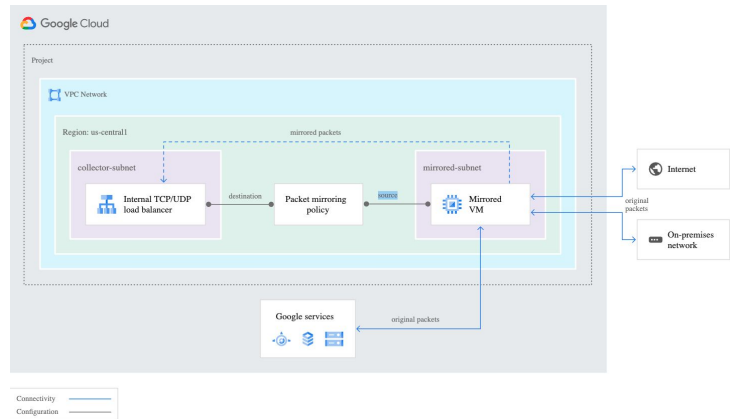 Google Cloud
Project
VPC Network
Region: us-central1
mirrored packets
collector-subnet
mirrored-subnet
Internal TCP/UDP
load balancer
destination
Packet mirroring
policy
source
Mirrored
VM
Internet
original
packets
On-premises
network
Google services
original packets
Connectivity
Configuration